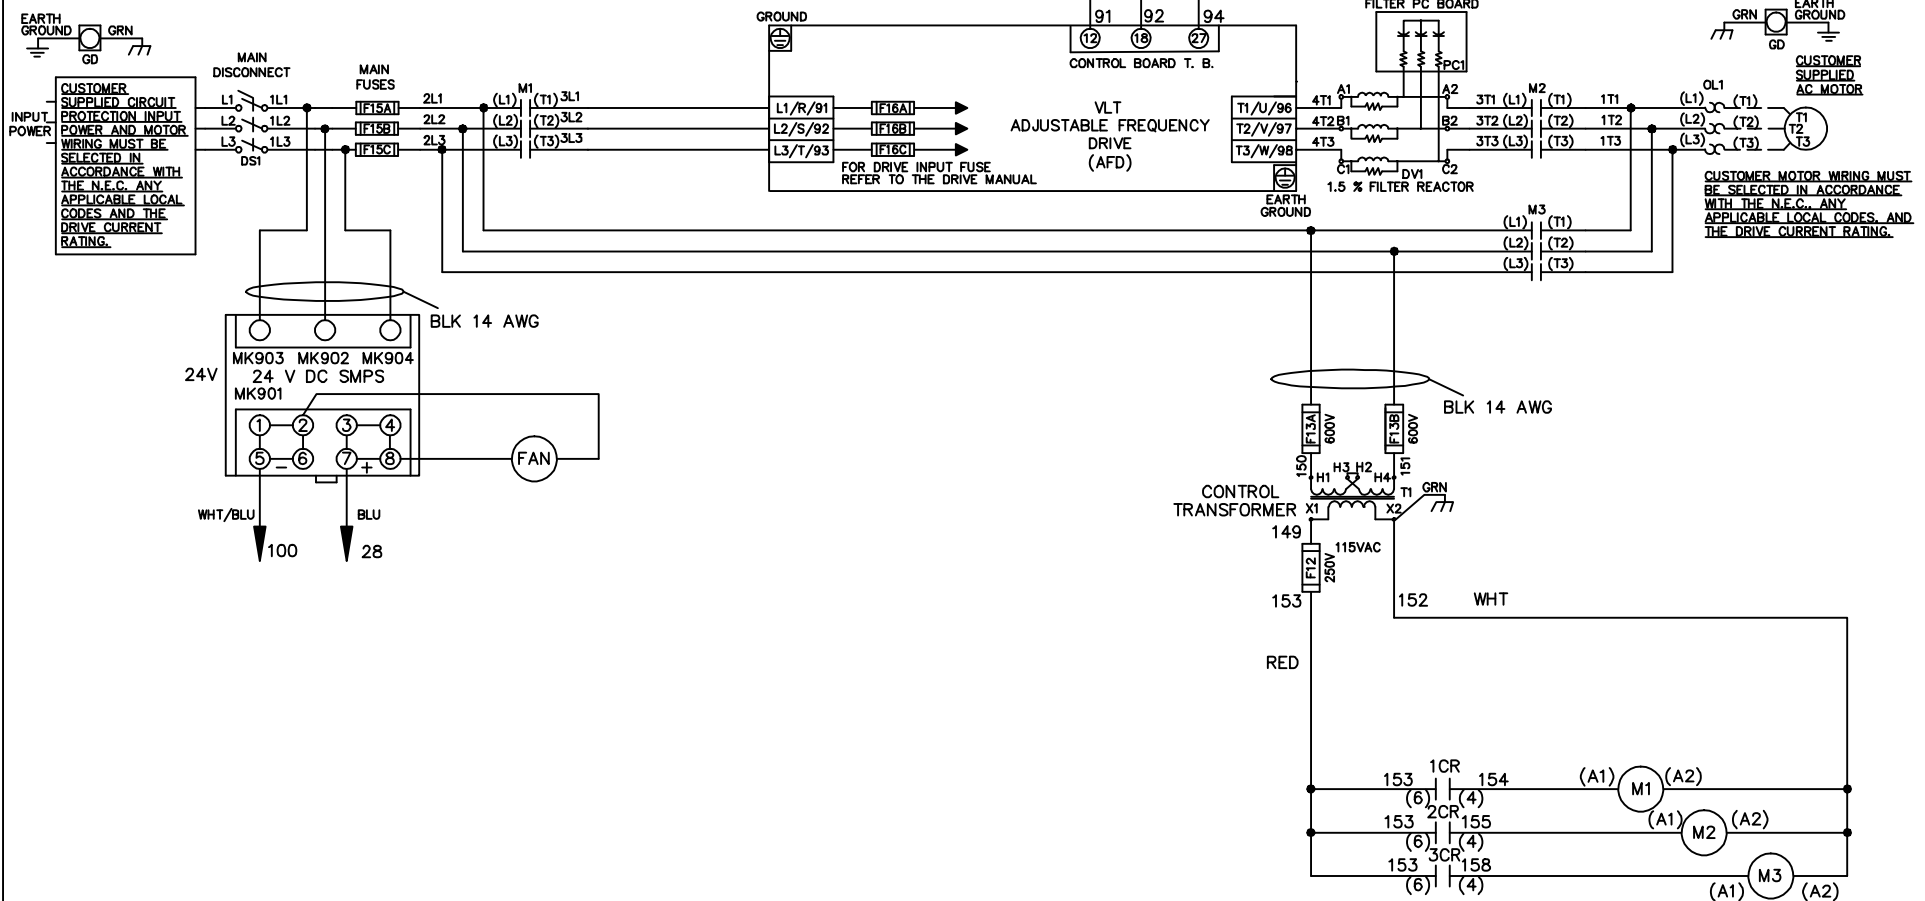 EARTH
GROUND
GRN
GD
CUSTOMER
SUPPLIED CIRCUIT
PROTECTION INPUT
POWER AND MOTOR
WIRING MUST BE
SELECTED IN
ACCORDANCE WITH
THE N.E.C. ANY
APPLICABLE LOCAL
CODES AND THE
DRIVE CURRENT
RATING.
INPUT
POWER
MAIN
DISCONNECT
L1 1L1
L2 1L2
L3 1L3
DS1
MAIN
FUSES
F15A
F15B
F15C
2L1
2L2
2L3
M1
(L1) (T1) 3L1
(L2) (T2) 3L2
(L3) (T3) 3L3
GROUND
L1/R/91
L2/S/92
L3/T/93
F16A
F16B
F16C
FOR DRIVE INPUT FUSE
REFER TO THE DRIVE MANUAL
91 92 94
12 18 27
CONTROL BOARD T. B.
VLT
ADJUSTABLE FREQUENCY
DRIVE
(AFD)
T1/U/96
T2/V/97
T3/W/98
EARTH
GROUND
FILTER PC BOARD
PC1
4T1 A1 A2
4T2 B1 B2
4T3 C1 C2
DV1
1.5 % FILTER REACTOR
M2
3T1 (L1) (T1) 1T1
3T2 (L2) (T2) 1T2
3T3 (L3) (T3) 1T3
OL1
(L1) (T1)
(L2) (T2)
(L3) (T3)
T1
T2
T3
GRN
EARTH
GROUND
GD
CUSTOMER
SUPPLIED
AC MOTOR
CUSTOMER MOTOR WIRING MUST
BE SELECTED IN ACCORDANCE
WITH THE N.E.C., ANY
APPLICABLE LOCAL CODES, AND
THE DRIVE CURRENT RATING.
M3
(L1) (T1)
(L2) (T2)
(L3) (T3)
BLK 14 AWG
MK903 MK902 MK904
24V
24 V DC SMPS
MK901
1 2 3 4
5 – 6 7 + 8
FAN
WHT/BLU
BLU
100
28
BLK 14 AWG
F13A
600V
F13B
600V
150
151
H1 H3 H2 H4
T1
GRN
CONTROL
TRANSFORMER
X1 X2
149
115VAC
F12
250V
153
152
WHT
RED
1CR
153 154
(6) (4)
(A1) M1 (A2)
2CR
153 155
(6) (4)
(A1) M2 (A2)
3CR
153 158
(6) (4)
(A1) M3 (A2)